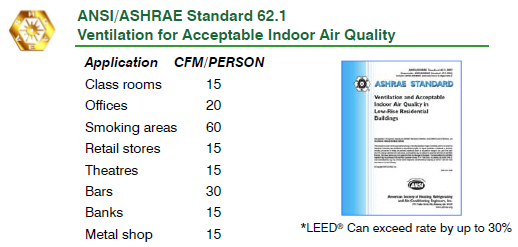 ANSI/ASHRAE Standard 62.1
Ventilation for Acceptable Indoor Air Quality
Application CFM/PERSON
Class rooms 15
Offices 20
Smoking areas 60
Retail stores 15
Theatres 15
Bars 30
Banks 15
Metal shop 15
ASHRAE STANDARD
Ventilation and Acceptable
Indoor Air Quality in
Low-Rise Residential
Buildings
ANSI
American Society of Heating, Refrigerating
and Air-Conditioning Engineers, Inc.
*LEED® Can exceed rate by up to 30%